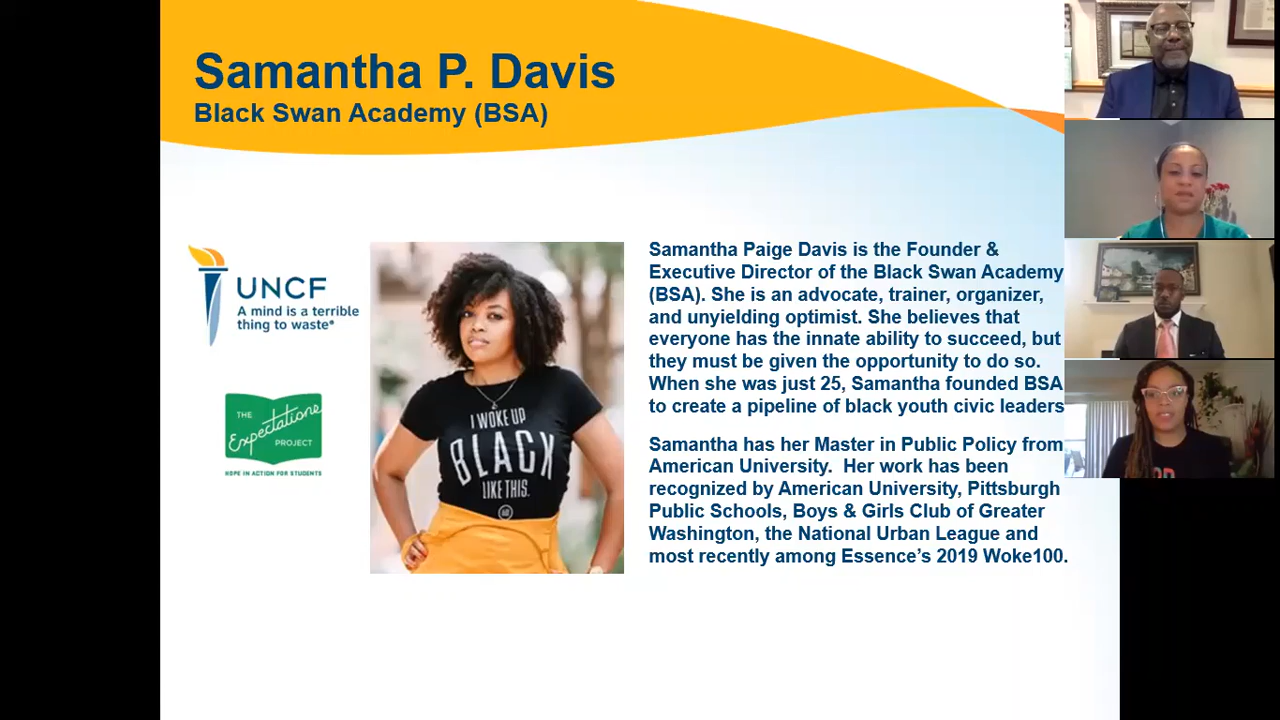 Samantha P. Davis
Black Swan Academy (BSA)
UNCF
A mind is a terrible
thing to waste®
THE
Expectations
PROJECT
HOPE IN ACTION FOR STUDENTS
I WOKE UP
BLACK
LIKE THIS.
Samantha Paige Davis is the Founder &
Executive Director of the Black Swan Academy
(BSA). She is an advocate, trainer, organizer,
and unyielding optimist. She believes that
everyone has the innate ability to succeed, but
they must be given the opportunity to do so.
When she was just 25, Samantha founded BSA
to create a pipeline of black youth civic leaders
Samantha has her Master in Public Policy from
American University. Her work has been
recognized by American University, Pittsburgh
Public Schools, Boys & Girls Club of Greater
Washington, the National Urban League and
most recently among Essence’s 2019 Woke100.